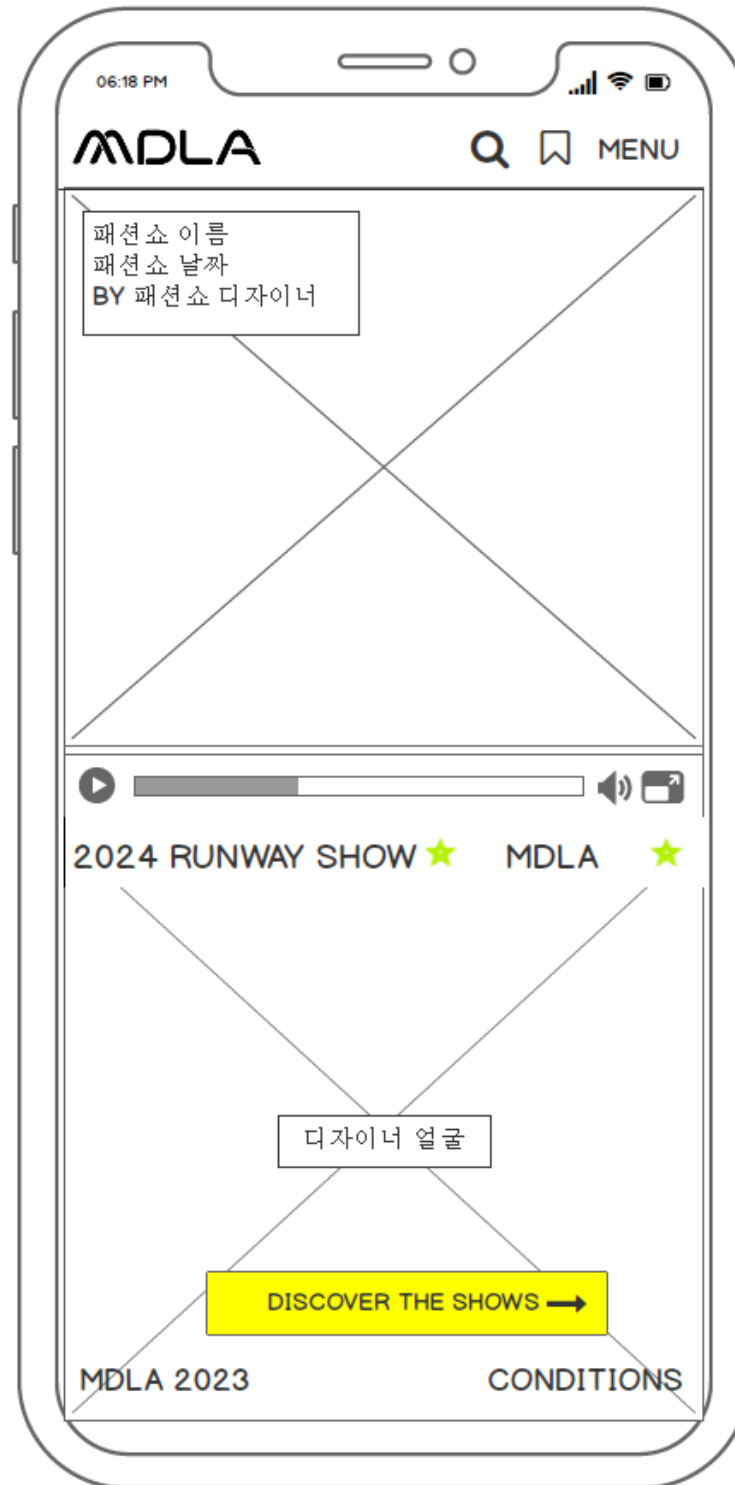 06:18 PM
MDLA
MENU
패션쇼 이름
패션쇼 날짜
BY 패션쇼 디자이너
2024 RUNWAY SHOW MDLA
디자이너 얼굴
DISCOVER THE SHOWS
MDLA 2023 CONDITIONS